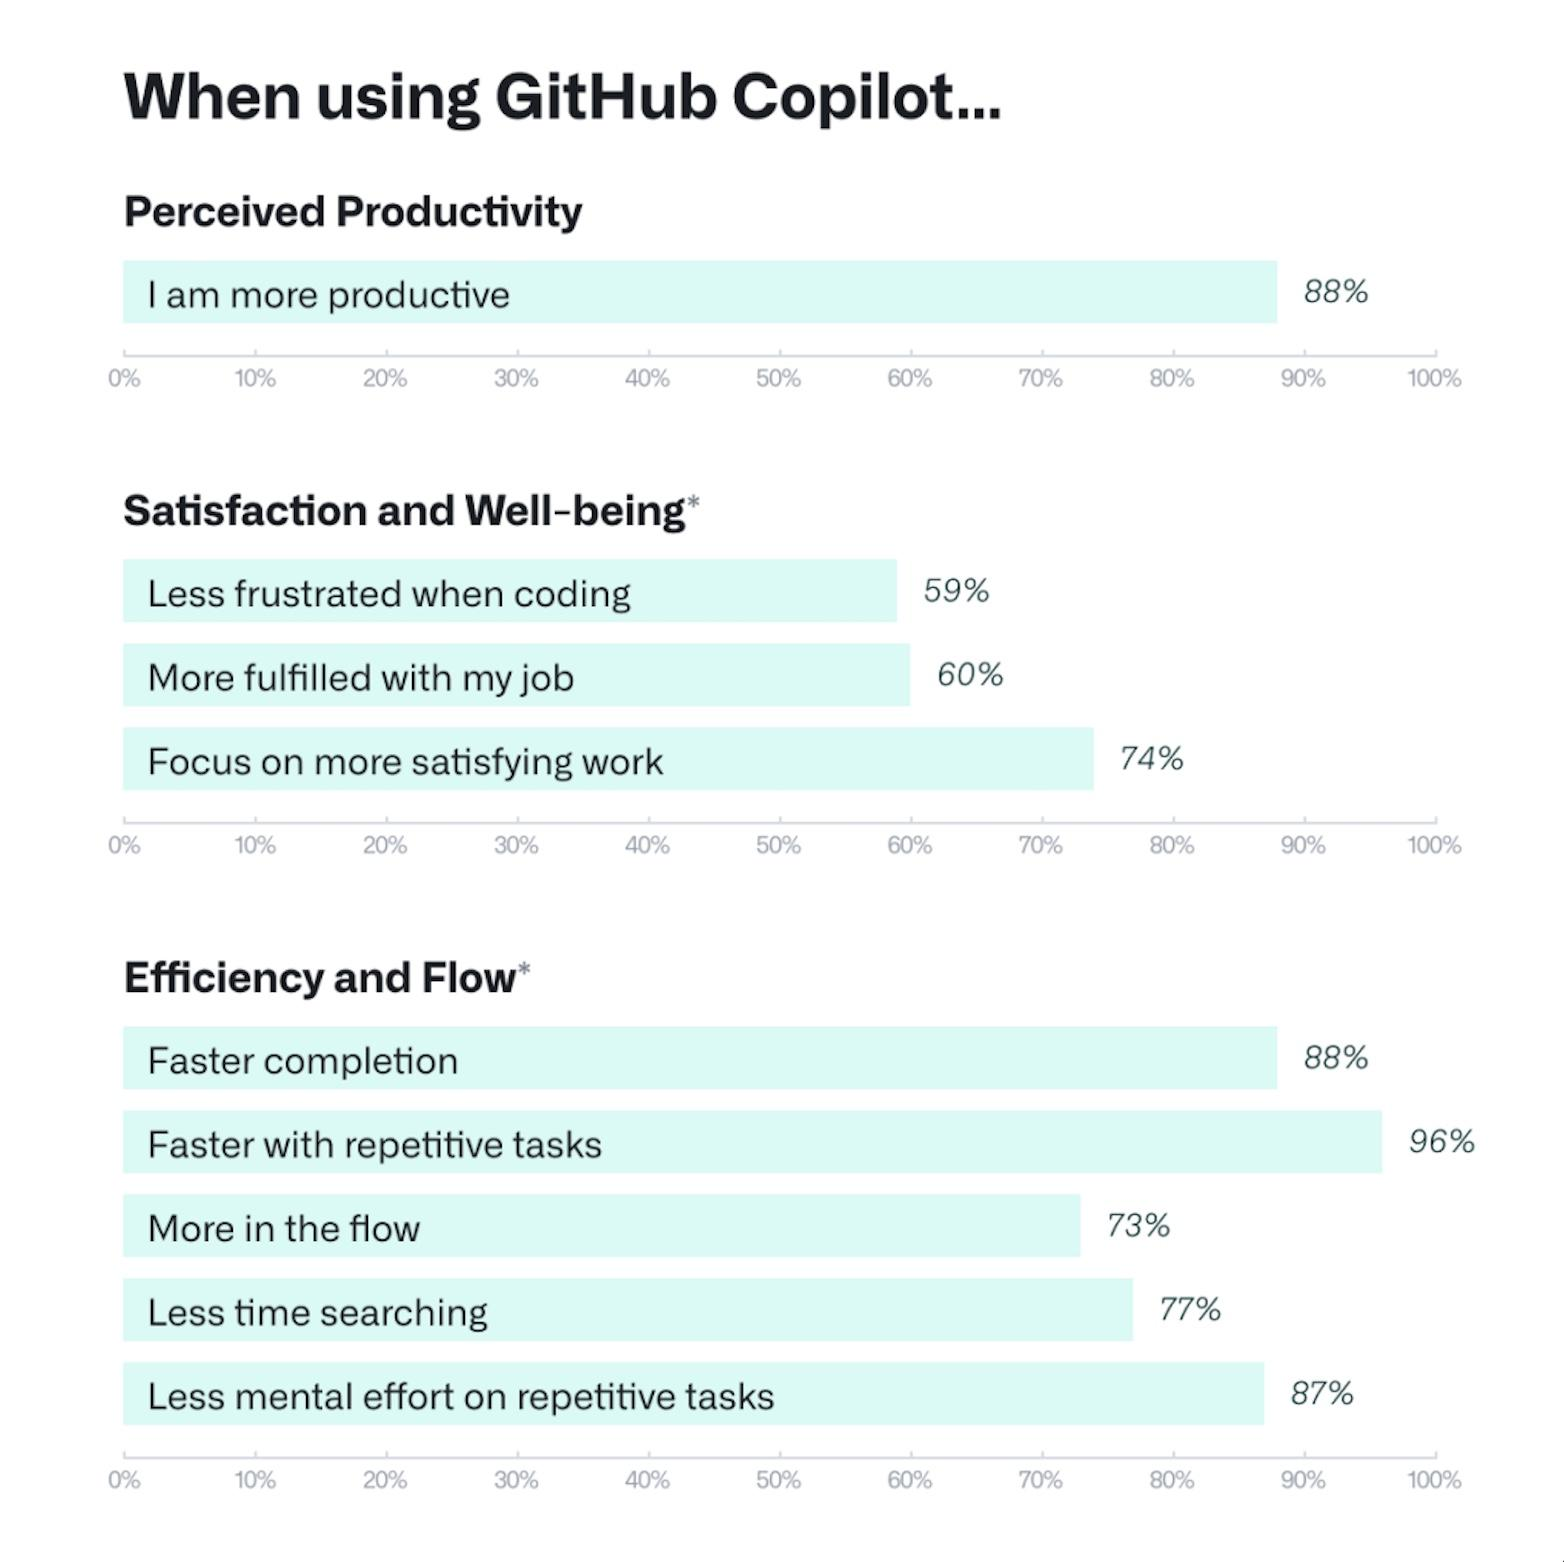 When using GitHub Copilot...
Perceived Productivity
I am more productive 88%
0% 10% 20% 30% 40% 50% 60% 70% 80% 90% 100%
Satisfaction and Well-being*
Less frustrated when coding 59%
More fulfilled with my job 60%
Focus on more satisfying work 74%
0% 10% 20% 30% 40% 50% 60% 70% 80% 90% 100%
Efficiency and Flow*
Faster completion 88%
Faster with repetitive tasks 96%
More in the flow 73%
Less time searching 77%
Less mental effort on repetitive tasks 87%
0% 10% 20% 30% 40% 50% 60% 70% 80% 90% 100%